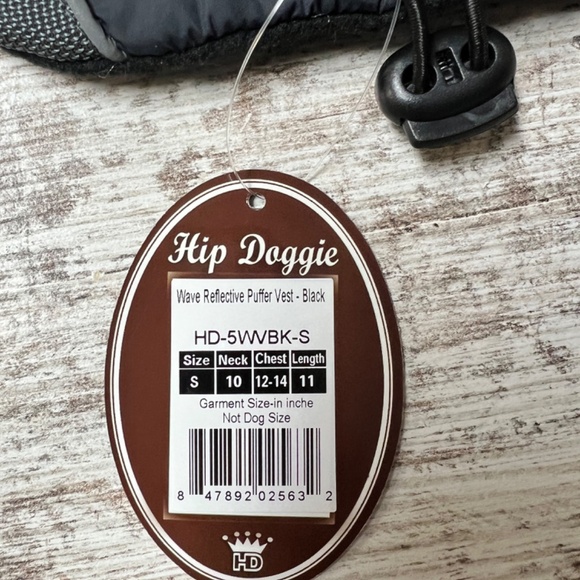 Hip Doggie
Wave Reflective Puffer Vest - Black
HD-5WVBK-S
Size Neck Chest Length
S 10 12-14 11
Garment Size-in inche
Not Dog Size
8 47892 02563 2
HD